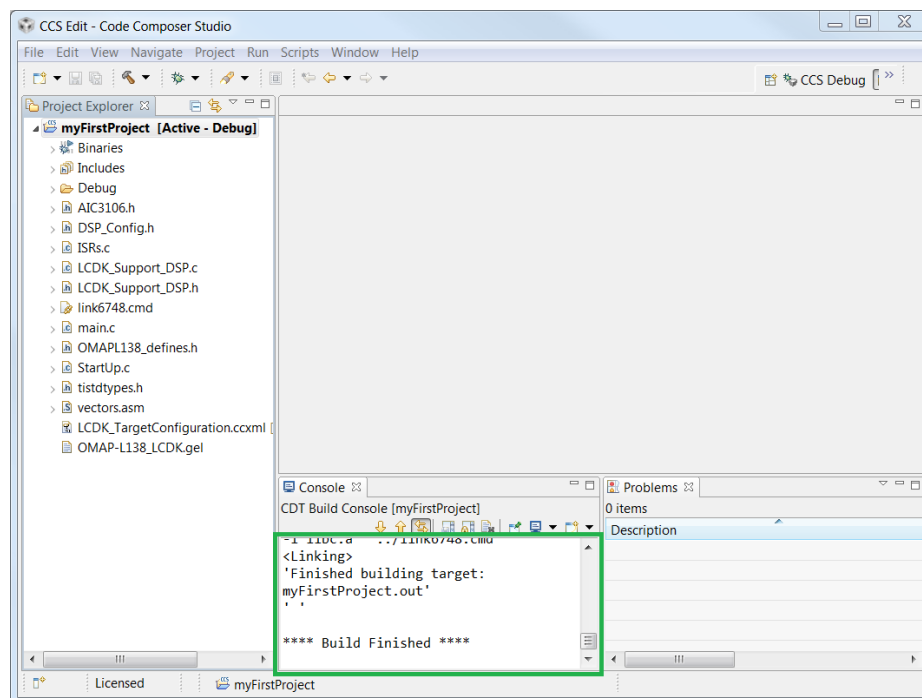 CCS Edit - Code Composer Studio
File Edit View Navigate Project Run Scripts Window Help
CCS Debug
Project Explorer
myFirstProject [Active - Debug]
Binaries
Includes
Debug
AIC3106.h
DSP_Config.h
ISRs.c
LCDK_Support_DSP.c
LCDK_Support_DSP.h
link6748.cmd
main.c
OMAPL138_defines.h
StartUp.c
tistdtypes.h
vectors.asm
LCDK_TargetConfiguration.ccxml [
OMAP-L138_LCDK.gel
Console
CDT Build Console [myFirstProject]
../link6748.cmd
<Linking>
'Finished building target:
myFirstProject.out'
' '
**** Build Finished ****
Problems
0 items
Description
Licensed
myFirstProject